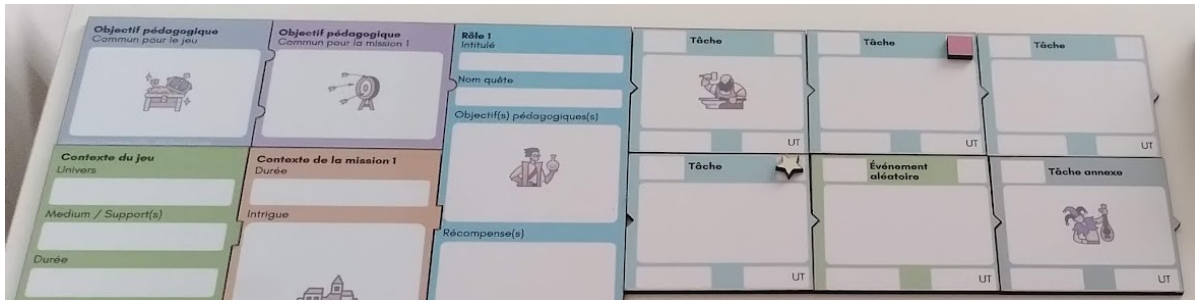 Objectif pédagogique
Commun pour le jeu
Objectif pédagogique
Commun pour la mission 1
Rôle 1
Intitulé
Nom quête
Objectif(s) pédagogiques(s)
Récompense(s)
Contexte du jeu
Univers
Medium / Support(s)
Durée
Contexte de la mission 1
Durée
Intrigue
Tâche
UT
Tâche
UT
Tâche
UT
Tâche
UT
Événement
aléatoire
UT
Tâche annexe
UT